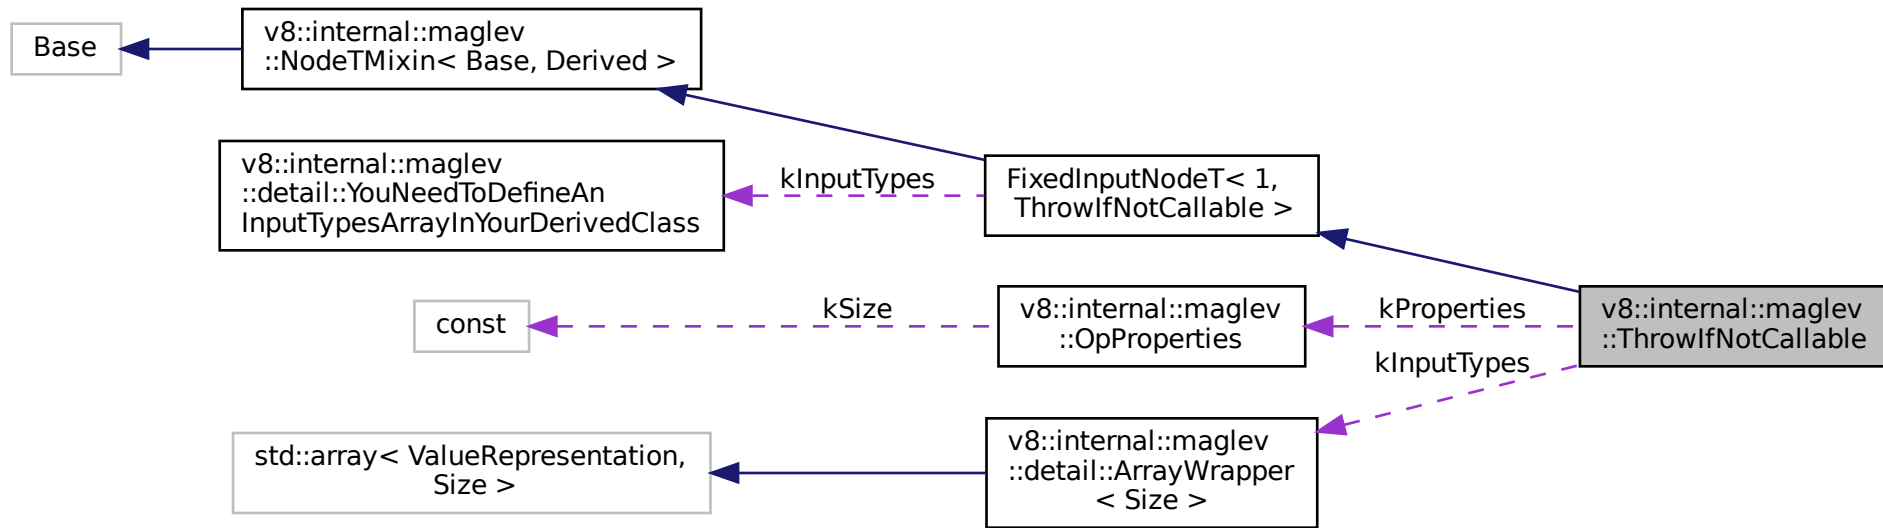 Base
v8::internal::maglev
::NodeTMixin< Base, Derived >
v8::internal::maglev
::detail::YouNeedToDefineAn
InputTypesArrayInYourDerivedClass
kInputTypes
FixedInputNodeT< 1,
ThrowIfNotCallable >
const
kSize
v8::internal::maglev
::OpProperties
kProperties
v8::internal::maglev
::ThrowIfNotCallable
kInputTypes
std::array< ValueRepresentation,
Size >
v8::internal::maglev
::detail::ArrayWrapper
< Size >